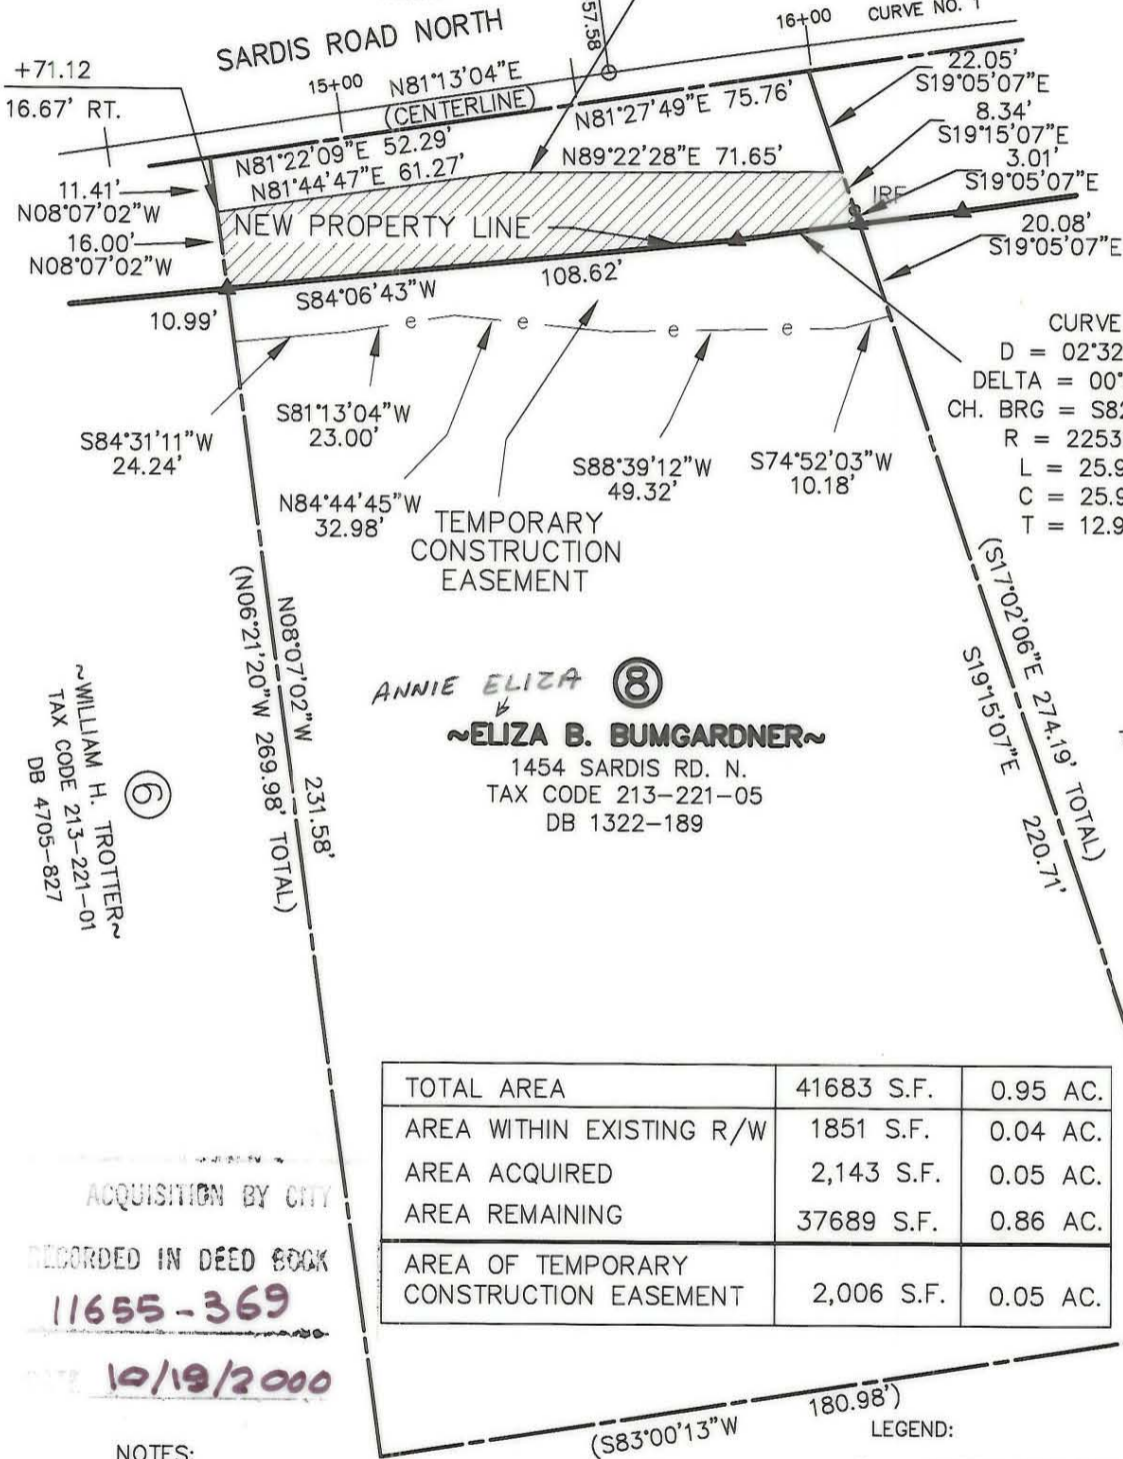 SARDIS ROAD NORTH
57.58
16+00
CURVE NO. 1
+71.12
16.67' RT.
15+00
N81°13'04"E
(CENTERLINE)
N81°22'09"E 52.29'
N81°27'49"E 75.76'
N81°44'47"E 61.27'
N89°22'28"E 71.65'
22.05'
S19°05'07"E
8.34'
S19°15'07"E
3.01'
S19°05'07"E
IRF
20.08'
S19°05'07"E
11.41'
N08°07'02"W
16.00'
N08°07'02"W
NEW PROPERTY LINE
S84°06'43"W
108.62'
10.99'
e e e e
S84°31'11"W
24.24'
S81°13'04"W
23.00'
N84°44'45"W
32.98'
S88°39'12"W
49.32'
S74°52'03"W
10.18'
TEMPORARY
CONSTRUCTION
EASEMENT
CURVE
D = 02°32
DELTA = 00°
CH. BRG = S82
R = 2253
L = 25.9
C = 25.9
T = 12.9
(S17°02'06"E 274.19' TOTAL)
S19°15'07"E 220.71'
N08°07'02"W 231.58'
(N06°21'20"W 269.98' TOTAL)
6
~WILLIAM H. TROTTER~
TAX CODE 213-221-01
DB 4705-827
ANNIE ELIZA
8
~ELIZA B. BUMGARDNER~
1454 SARDIS RD. N.
TAX CODE 213-221-05
DB 1322-189
TOTAL AREA 41683 S.F. 0.95 AC.
AREA WITHIN EXISTING R/W 1851 S.F. 0.04 AC.
AREA ACQUIRED 2,143 S.F. 0.05 AC.
AREA REMAINING 37689 S.F. 0.86 AC.
AREA OF TEMPORARY
CONSTRUCTION EASEMENT 2,006 S.F. 0.05 AC.
ACQUISITION BY CITY
RECORDED IN DEED BOOK
11655-369
DATE 10/19/2000
(S83°00'13"W 180.98')
NOTES:
LEGEND: